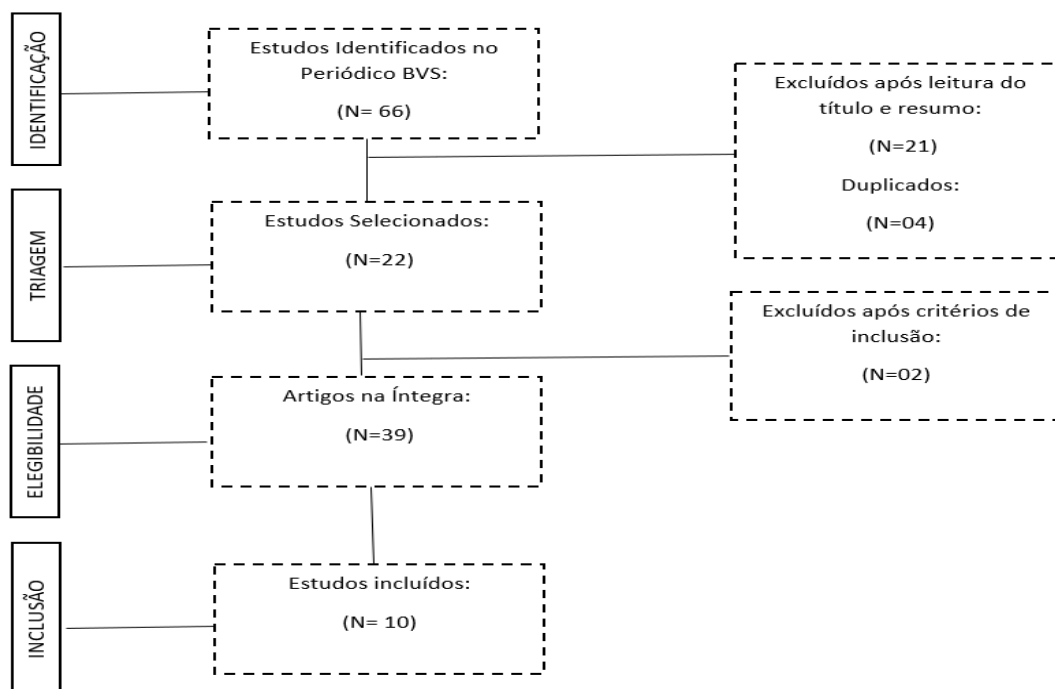 IDENTIFICAÇÃO
Estudos Identificados no
Periódico BVS:
(N= 66)
Excluídos após leitura do
título e resumo:
(N=21)
Duplicados:
(N=04)
TRIAGEM
Estudos Selecionados:
(N=22)
Excluídos após critérios de
inclusão:
(N=02)
ELEGIBILIDADE
Artigos na Íntegra:
(N=39)
INCLUSÃO
Estudos incluídos:
(N= 10)